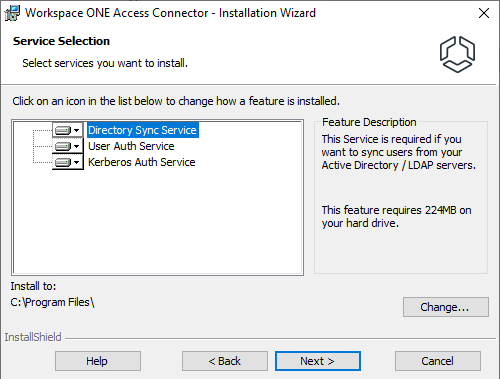 Workspace ONE Access Connector - Installation Wizard
Service Selection
Select services you want to install.
Click on an icon in the list below to change how a feature is installed.
Directory Sync Service
User Auth Service
Kerberos Auth Service
Feature Description
This Service is required if you
want to sync users from your
Active Directory / LDAP servers.
This feature requires 224MB on
your hard drive.
Install to:
C:\Program Files\
Change...
InstallShield
Help
< Back
Next >
Cancel